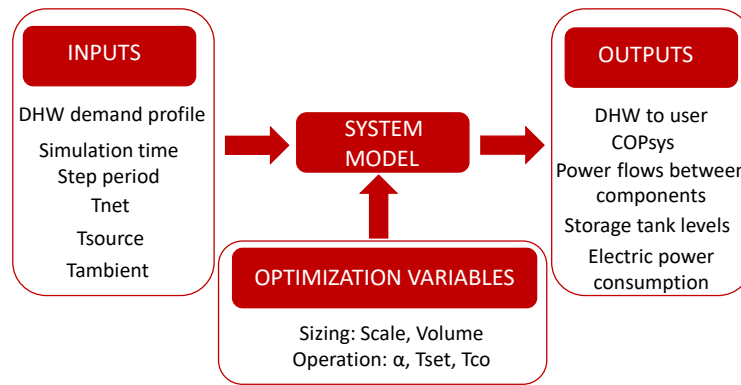 INPUTS
DHW demand profile
Simulation time
Step period
Tnet
Tsource
Tambient
SYSTEM
MODEL
OPTIMIZATION VARIABLES
Sizing: Scale, Volume
Operation: α, Tset, Tco
OUTPUTS
DHW to user
COPsys
Power flows between
components
Storage tank levels
Electric power
consumption